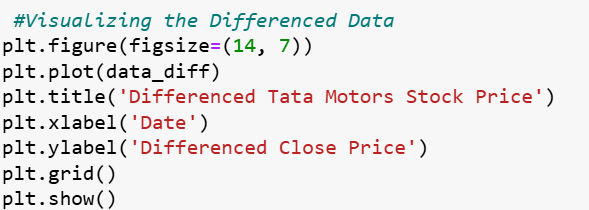 #Visualizing the Differenced Data
plt.figure(figsize=(14, 7))
plt.plot(data_diff)
plt.title('Differenced Tata Motors Stock Price')
plt.xlabel('Date')
plt.ylabel('Differenced Close Price')
plt.grid()
plt.show()